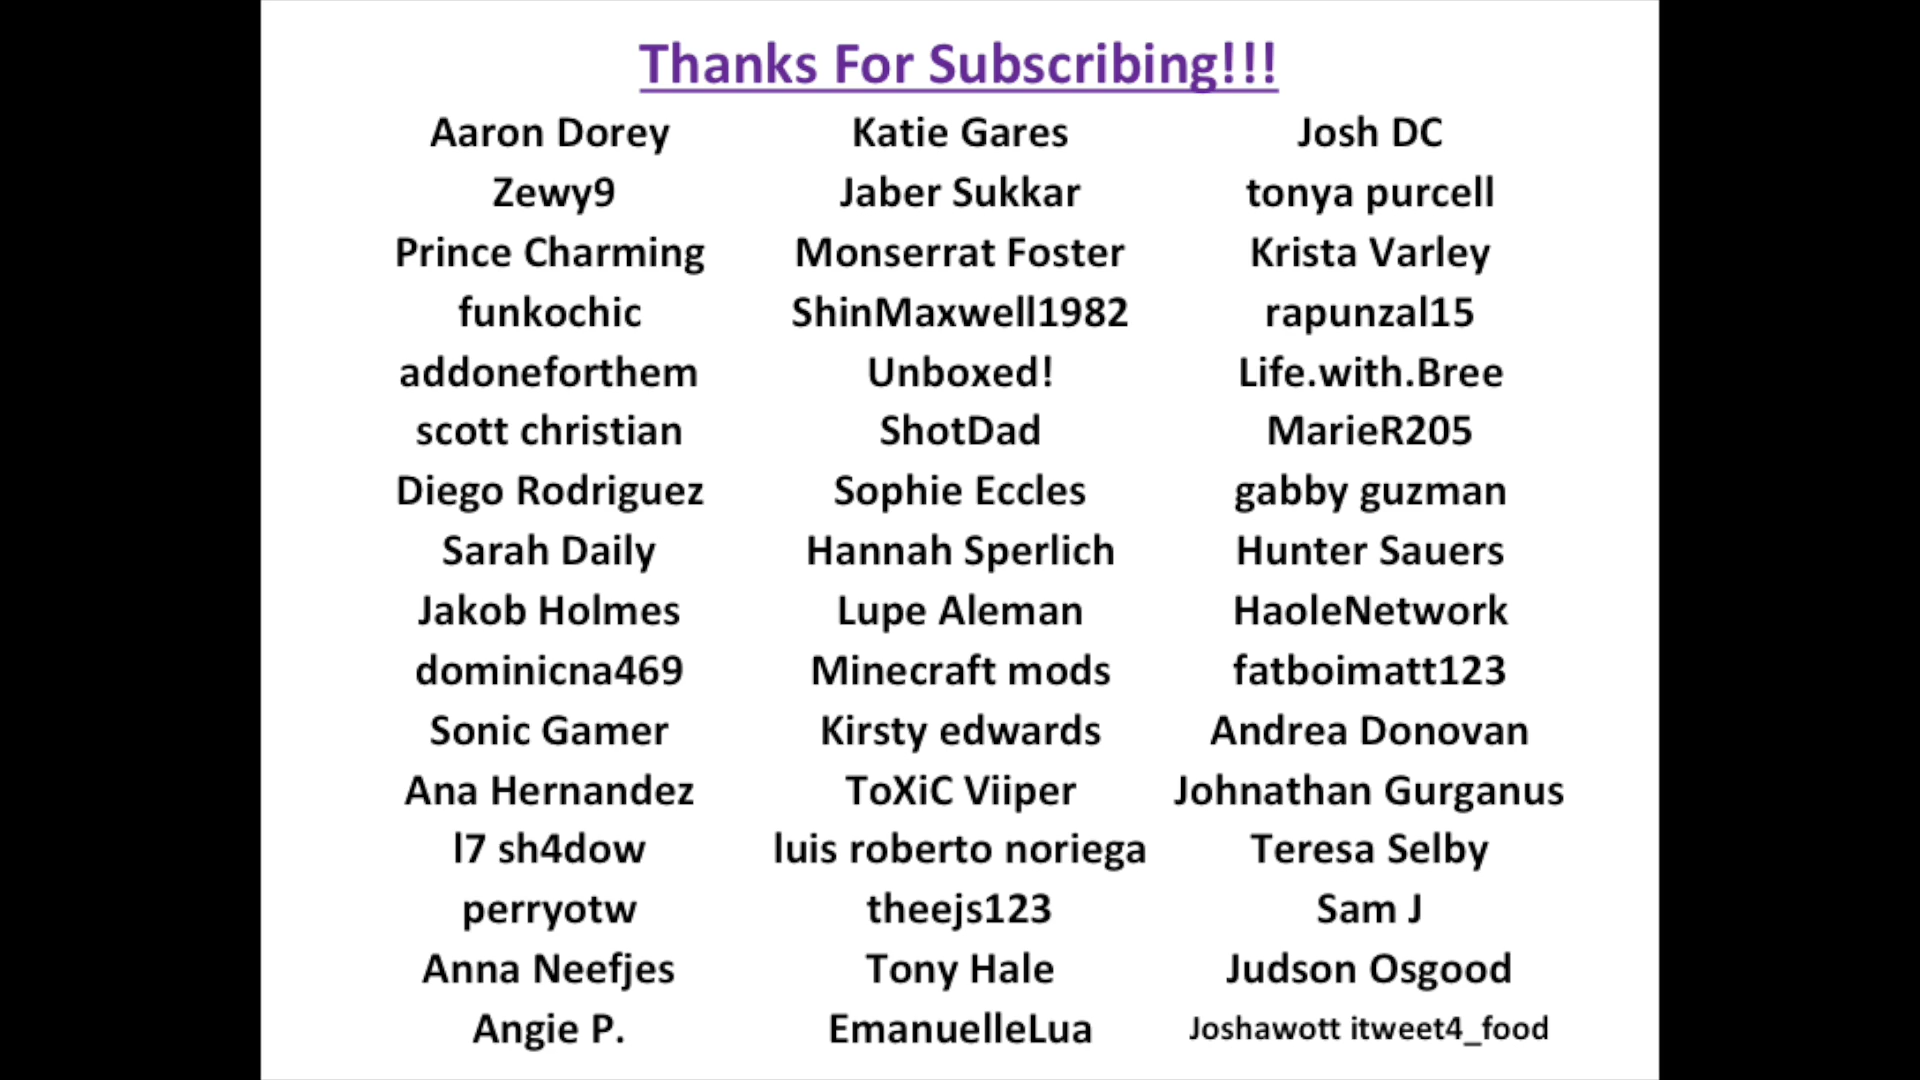 Thanks For Subscribing!!!
Aaron Dorey Katie Gares Josh DC
Zewy9 Jaber Sukkar tonya purcell
Prince Charming Monserrat Foster Krista Varley
funkochic ShinMaxwell1982 rapunzal15
addoneforthem Unboxed! Life.with.Bree
scott christian ShotDad MarieR205
Diego Rodriguez Sophie Eccles gabby guzman
Sarah Daily Hannah Sperlich Hunter Sauers
Jakob Holmes Lupe Aleman HaoleNetwork
dominicna469 Minecraft mods fatboimatt123
Sonic Gamer Kirsty edwards Andrea Donovan
Ana Hernandez ToXiC Viiper Johnathan Gurganus
l7 sh4dow luis roberto noriega Teresa Selby
perryotw theejs123 Sam J
Anna Neefjes Tony Hale Judson Osgood
Angie P. EmanuelleLua Joshawott itweet4_food